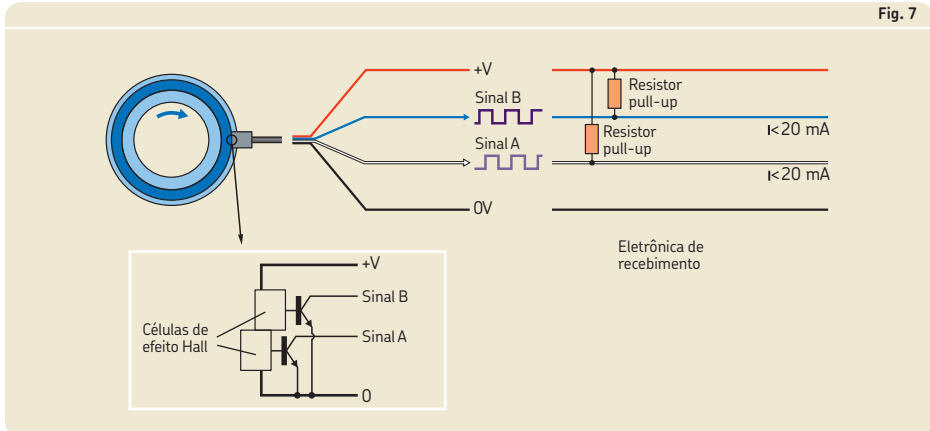 Fig. 7
+V
Sinal B
Resistor
pull-up
I<20 mA
Resistor
pull-up
Sinal A
I<20 mA
0V
Eletrônica de
recebimento
+V
Sinal B
Células de
efeito Hall
Sinal A
0